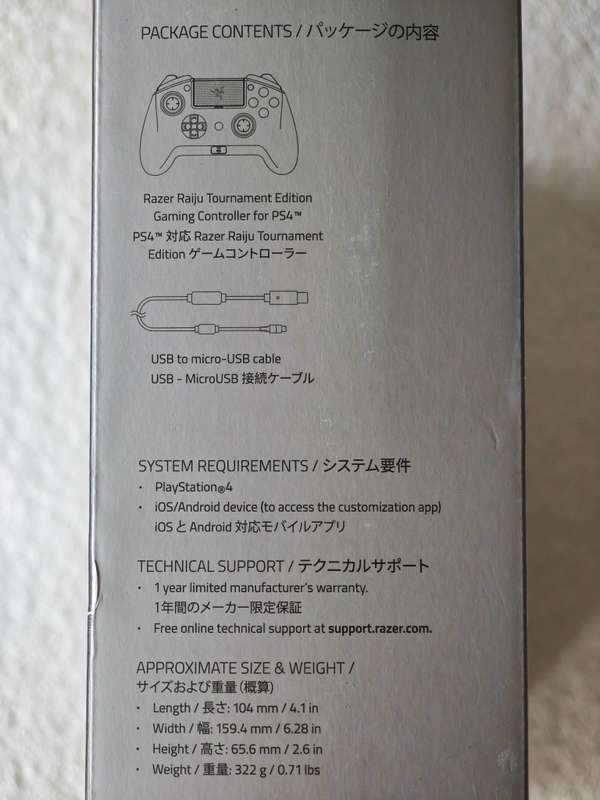 PACKAGE CONTENTS / パッケージの内容
Razer Raiju Tournament Edition
Gaming Controller for PS4™
PS4™ 対応 Razer Raiju Tournament
Edition ゲームコントローラー
USB to micro-USB cable
USB - MicroUSB 接続ケーブル
SYSTEM REQUIREMENTS / システム要件
• PlayStation®4
• iOS/Android device (to access the customization app)
iOS と Android 対応モバイルアプリ
TECHNICAL SUPPORT / テクニカルサポート
• 1 year limited manufacturer's warranty.
1年間のメーカー限定保証
• Free online technical support at support.razer.com.
APPROXIMATE SIZE & WEIGHT /
サイズおよび重量 (概算)
• Length / 長さ: 104 mm / 4.1 in
• Width / 幅: 159.4 mm / 6.28 in
• Height / 高さ: 65.6 mm / 2.6 in
• Weight / 重量: 322 g / 0.71 lbs